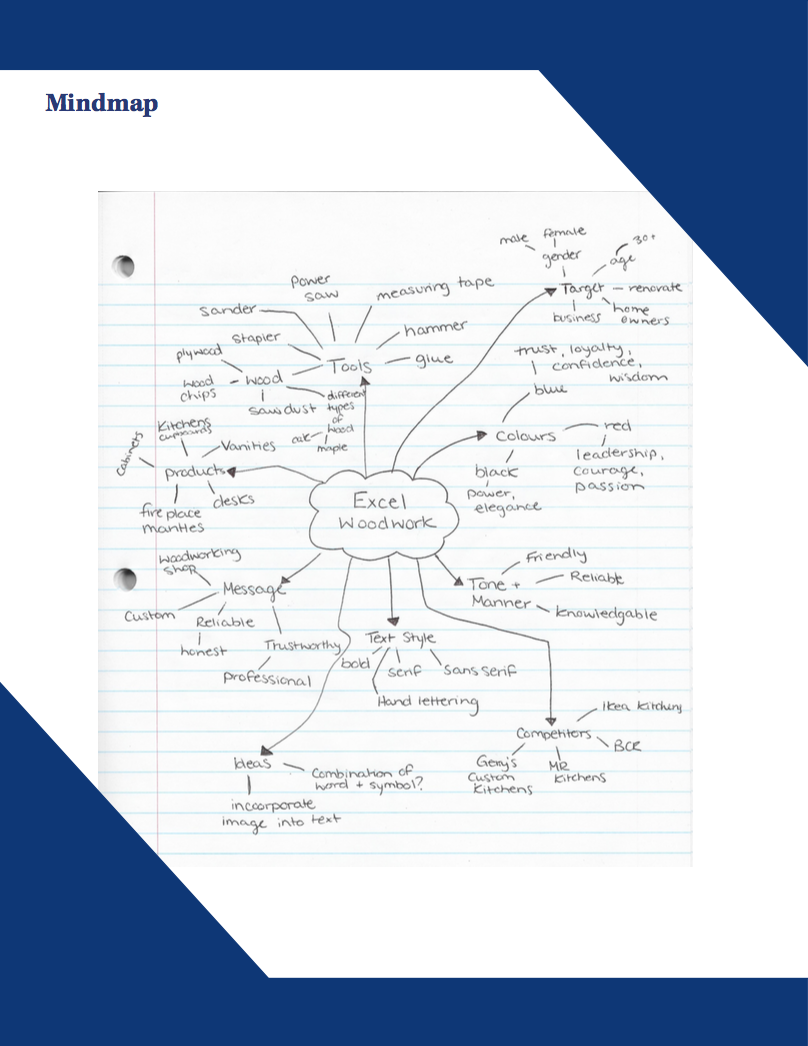 Mindmap
male
female
gender
30+
age
Target
renovate
business
home
owners
power
saw
measuring tape
sander
stapler
hammer
glue
Tools
plywood
wood
chips
wood
sawdust
different
types
of
wood
oak
maple
trust, loyalty,
confidence,
wisdom
blue
Colours
red
leadership,
courage,
passion
black
power,
elegance
Kitchens
cupboards
Vanities
Cabinets
products
desks
fire place
mantles
Excel
Woodwork
Woodworking
shop
Message
Custom
Reliable
honest
Trustworthy
professional
Friendly
Tone +
Manner
Reliable
knowledgable
Text Style
bold
serif
sans serif
Hand lettering
Ikea Kitchens
Competitors
BCR
Custom
Kitchens
MR
Kitchens
Ideas
Combination of
word + symbol?
incorporate
image into text